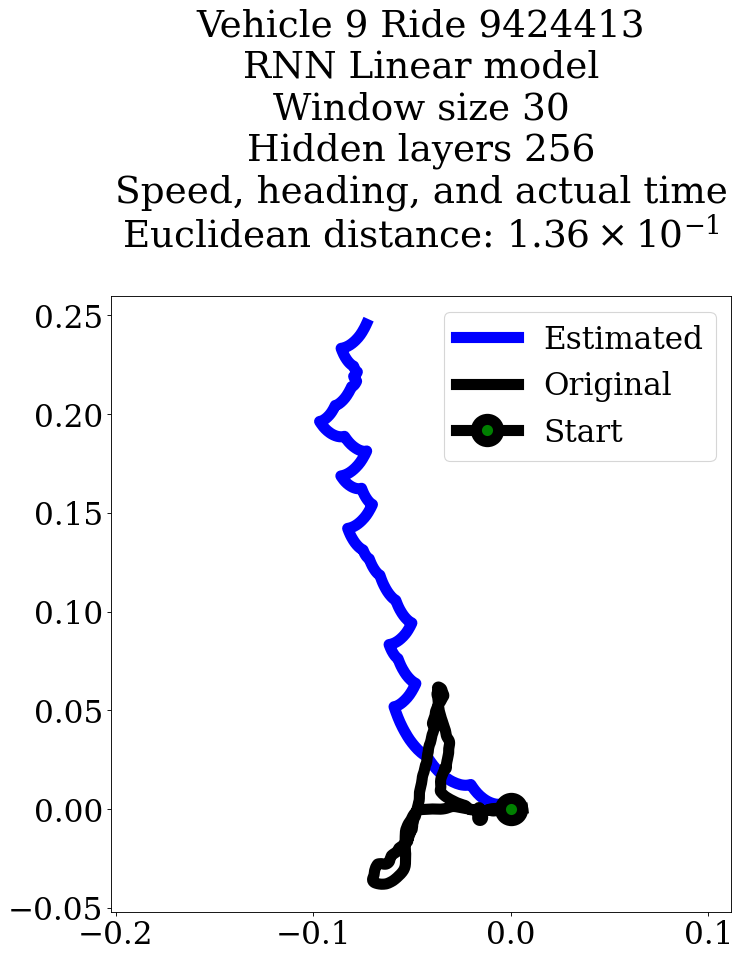 Vehicle 9 Ride 9424413
RNN Linear model
Window size 30
Hidden layers 256
Speed, heading, and actual time
Euclidean distance: 1.36 × 10⁻¹
Estimated
Original
Start
0.25
0.20
0.15
0.10
0.05
0.00
−0.05
−0.2
−0.1
0.0
0.1